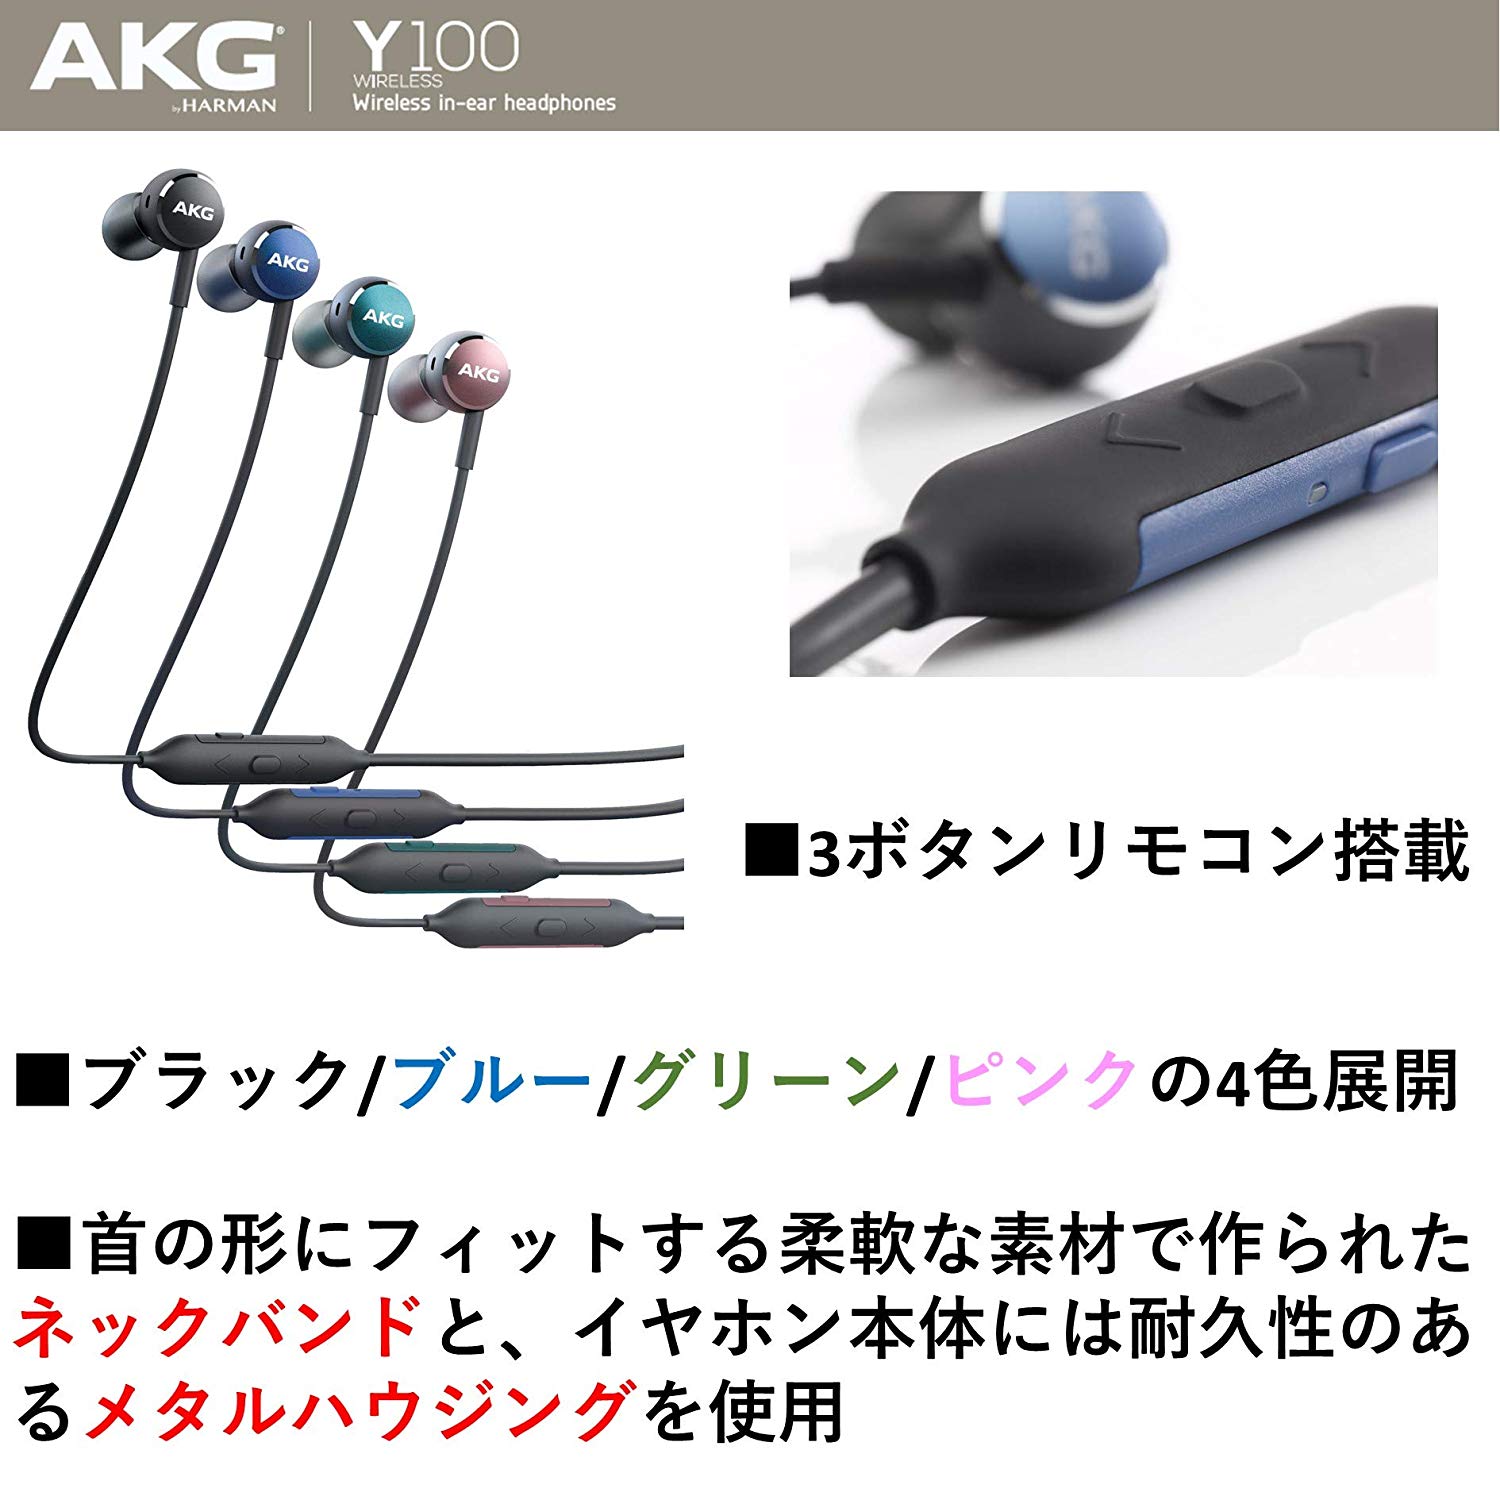 AKG® Y100
WIRELESS
by HARMAN Wireless in-ear headphones
AKG
AKG
AKG
AKG
AKG
■3ボタンリモコン搭載
■ブラック/ブルー/グリーン/ピンクの4色展開
■首の形にフィットする柔軟な素材で作られた
ネックバンドと、イヤホン本体には耐久性のあ
るメタルハウジングを使用